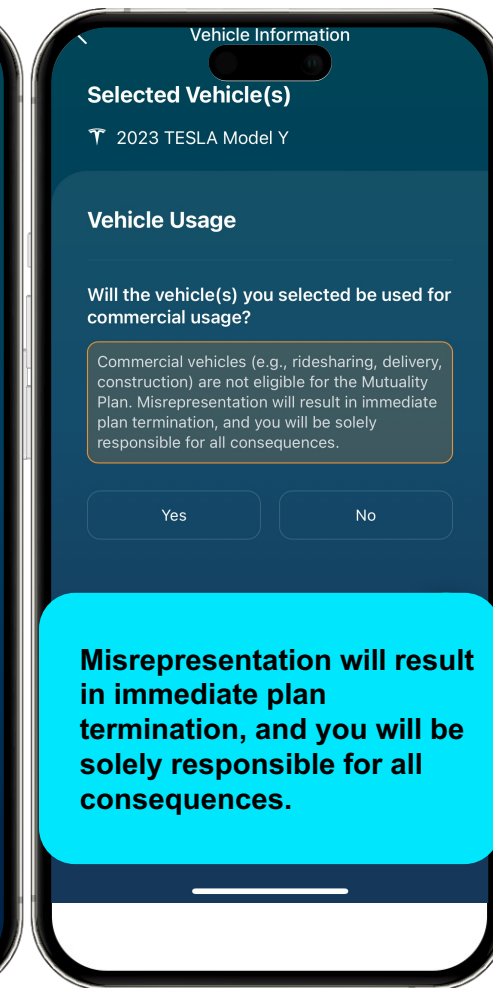 Vehicle Information
Selected Vehicle(s)
2023 TESLA Model Y
Vehicle Usage
Will the vehicle(s) you selected be used for
commercial usage?
Commercial vehicles (e.g., ridesharing, delivery,
construction) are not eligible for the Mutuality
Plan. Misrepresentation will result in immediate
plan termination, and you will be solely
responsible for all consequences.
Yes
No
Misrepresentation will result
in immediate plan
termination, and you will be
solely responsible for all
consequences.